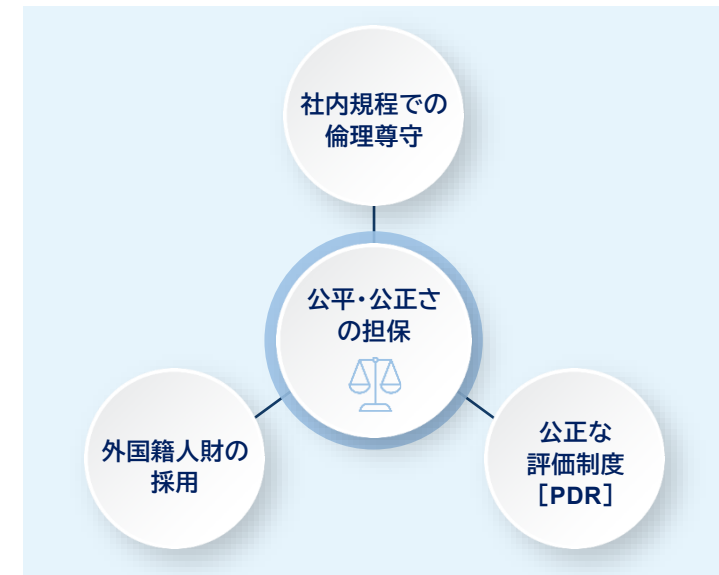 社内規程での
倫理尊守
公平・公正さ
の担保
外国籍人財の
採用
公正な
評価制度
［PDR］